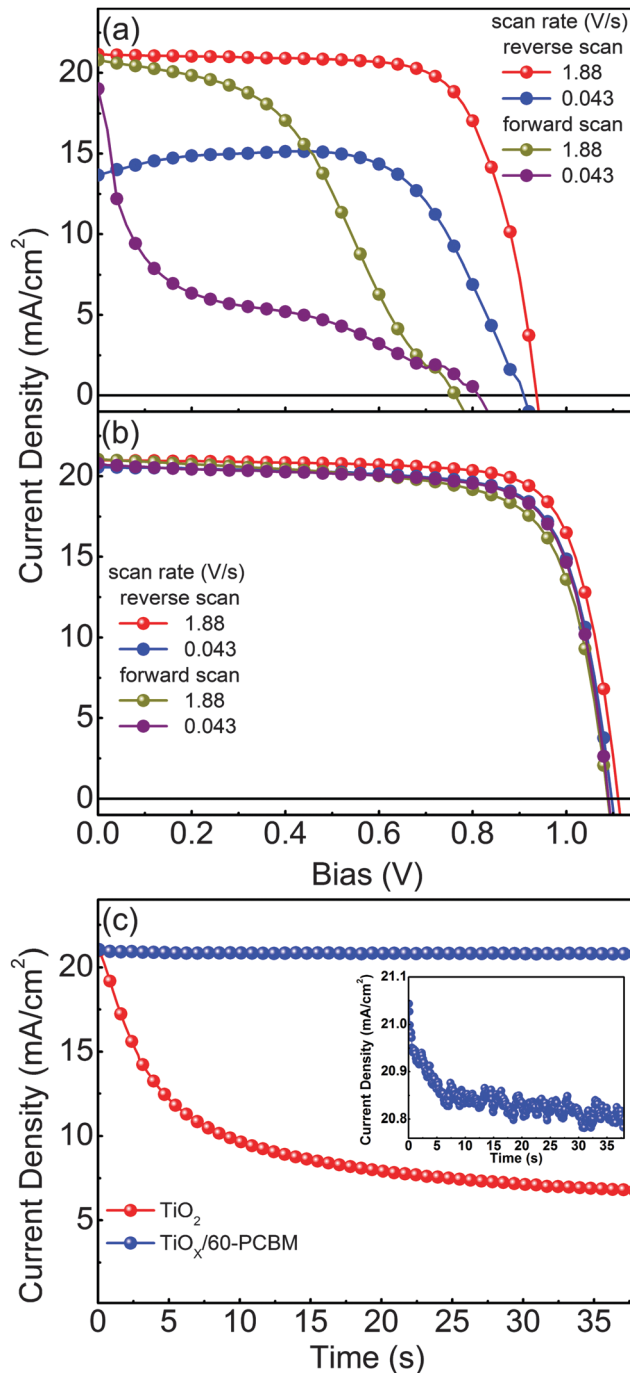 (a)
scan rate (V/s)
reverse scan
1.88
0.043
forward scan
1.88
0.043
20
15
10
5
0
Current Density (mA/cm²)
(b)
20
15
10
5
0
scan rate (V/s)
reverse scan
1.88
0.043
forward scan
1.88
0.043
0.0 0.2 0.4 0.6 0.8 1.0
Bias (V)
(c)
20
15
10
5
Current Density (mA/cm²)
21.1
21.0
20.9
20.8
Current Density (mA/cm²)
0 5 10 15 20 25 30 35
Time (s)
TiO₂
TiOₓ/60-PCBM
0 5 10 15 20 25 30 35
Time (s)